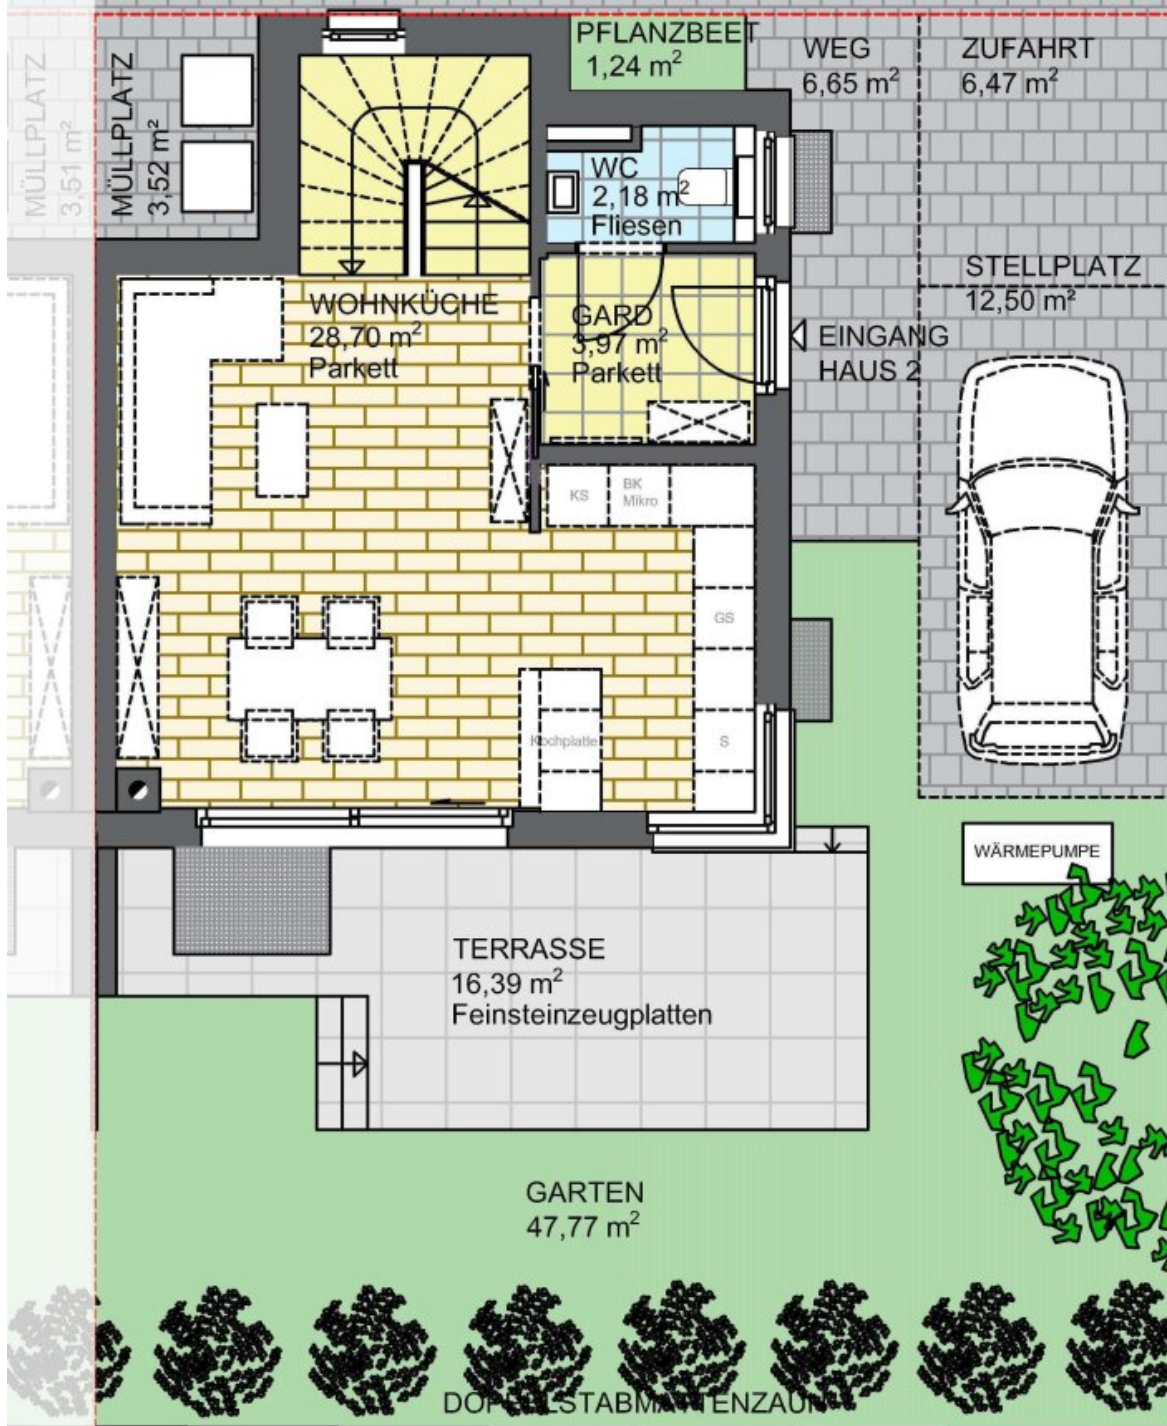 PFLANZBEET
1,24 m²
WEG
6,65 m²
ZUFAHRT
6,47 m²
MÜLLPLATZ
3,51 m²
MÜLLPLATZ
3,52 m²
WC
2,18 m²
Fliesen
STELLPLATZ
12,50 m²
WOHNKÜCHE
28,70 m²
Parkett
GARD
3,97 m²
Parkett
EINGANG
HAUS 2
KS
BK
Mikro
GS
Kochplatte
S
WÄRMEPUMPE
TERRASSE
16,39 m²
Feinsteinzeugplatten
GARTEN
47,77 m²
DOPPELSTABMATTENZAUN